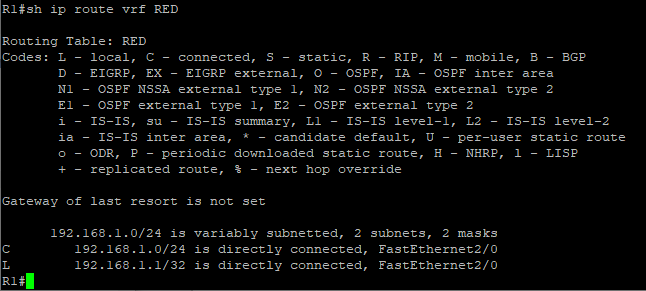 R1#sh ip route vrf RED

Routing Table: RED
Codes: L - local, C - connected, S - static, R - RIP, M - mobile, B - BGP
       D - EIGRP, EX - EIGRP external, O - OSPF, IA - OSPF inter area
       N1 - OSPF NSSA external type 1, N2 - OSPF NSSA external type 2
       E1 - OSPF external type 1, E2 - OSPF external type 2
       i - IS-IS, su - IS-IS summary, L1 - IS-IS level-1, L2 - IS-IS level-2
       ia - IS-IS inter area, * - candidate default, U - per-user static route
       o - ODR, P - periodic downloaded static route, H - NHRP, l - LISP
       + - replicated route, % - next hop override

Gateway of last resort is not set

      192.168.1.0/24 is variably subnetted, 2 subnets, 2 masks
C        192.168.1.0/24 is directly connected, FastEthernet2/0
L        192.168.1.1/32 is directly connected, FastEthernet2/0
R1#